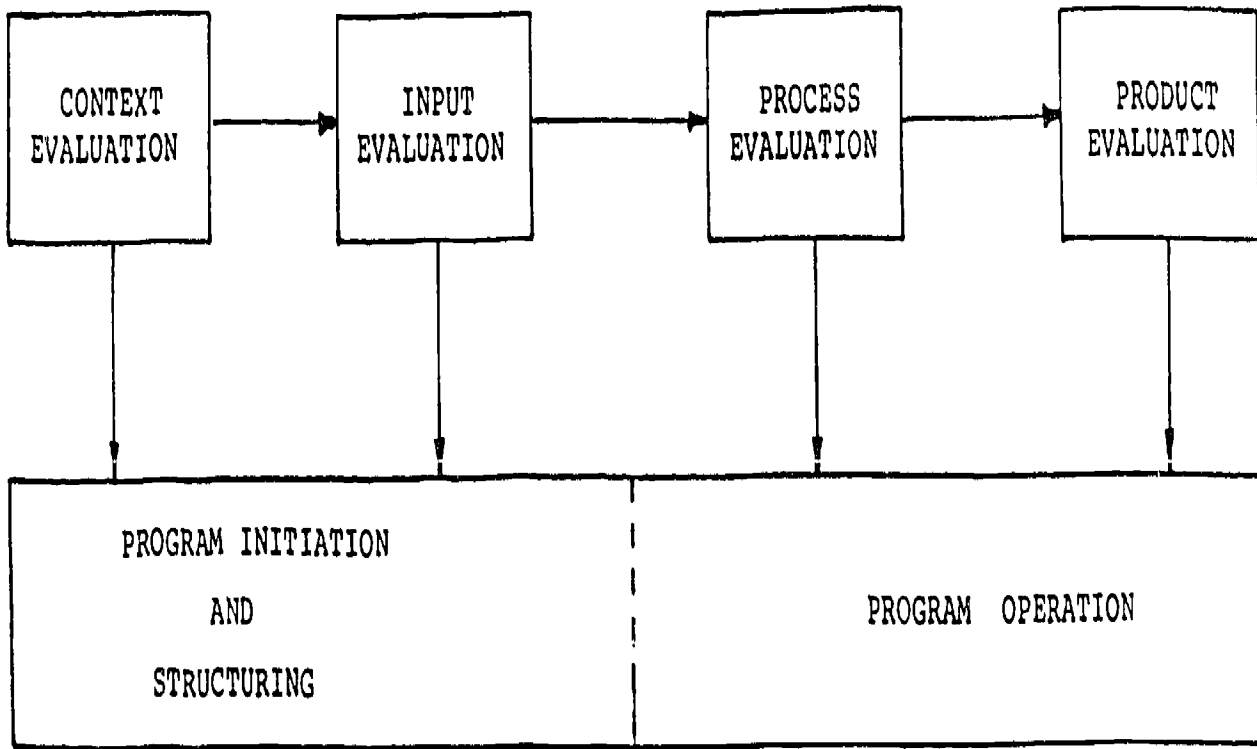 CONTEXT
EVALUATION
INPUT
EVALUATION
PROCESS
EVALUATION
PRODUCT
EVALUATION
PROGRAM INITIATION
AND
STRUCTURING
PROGRAM OPERATION